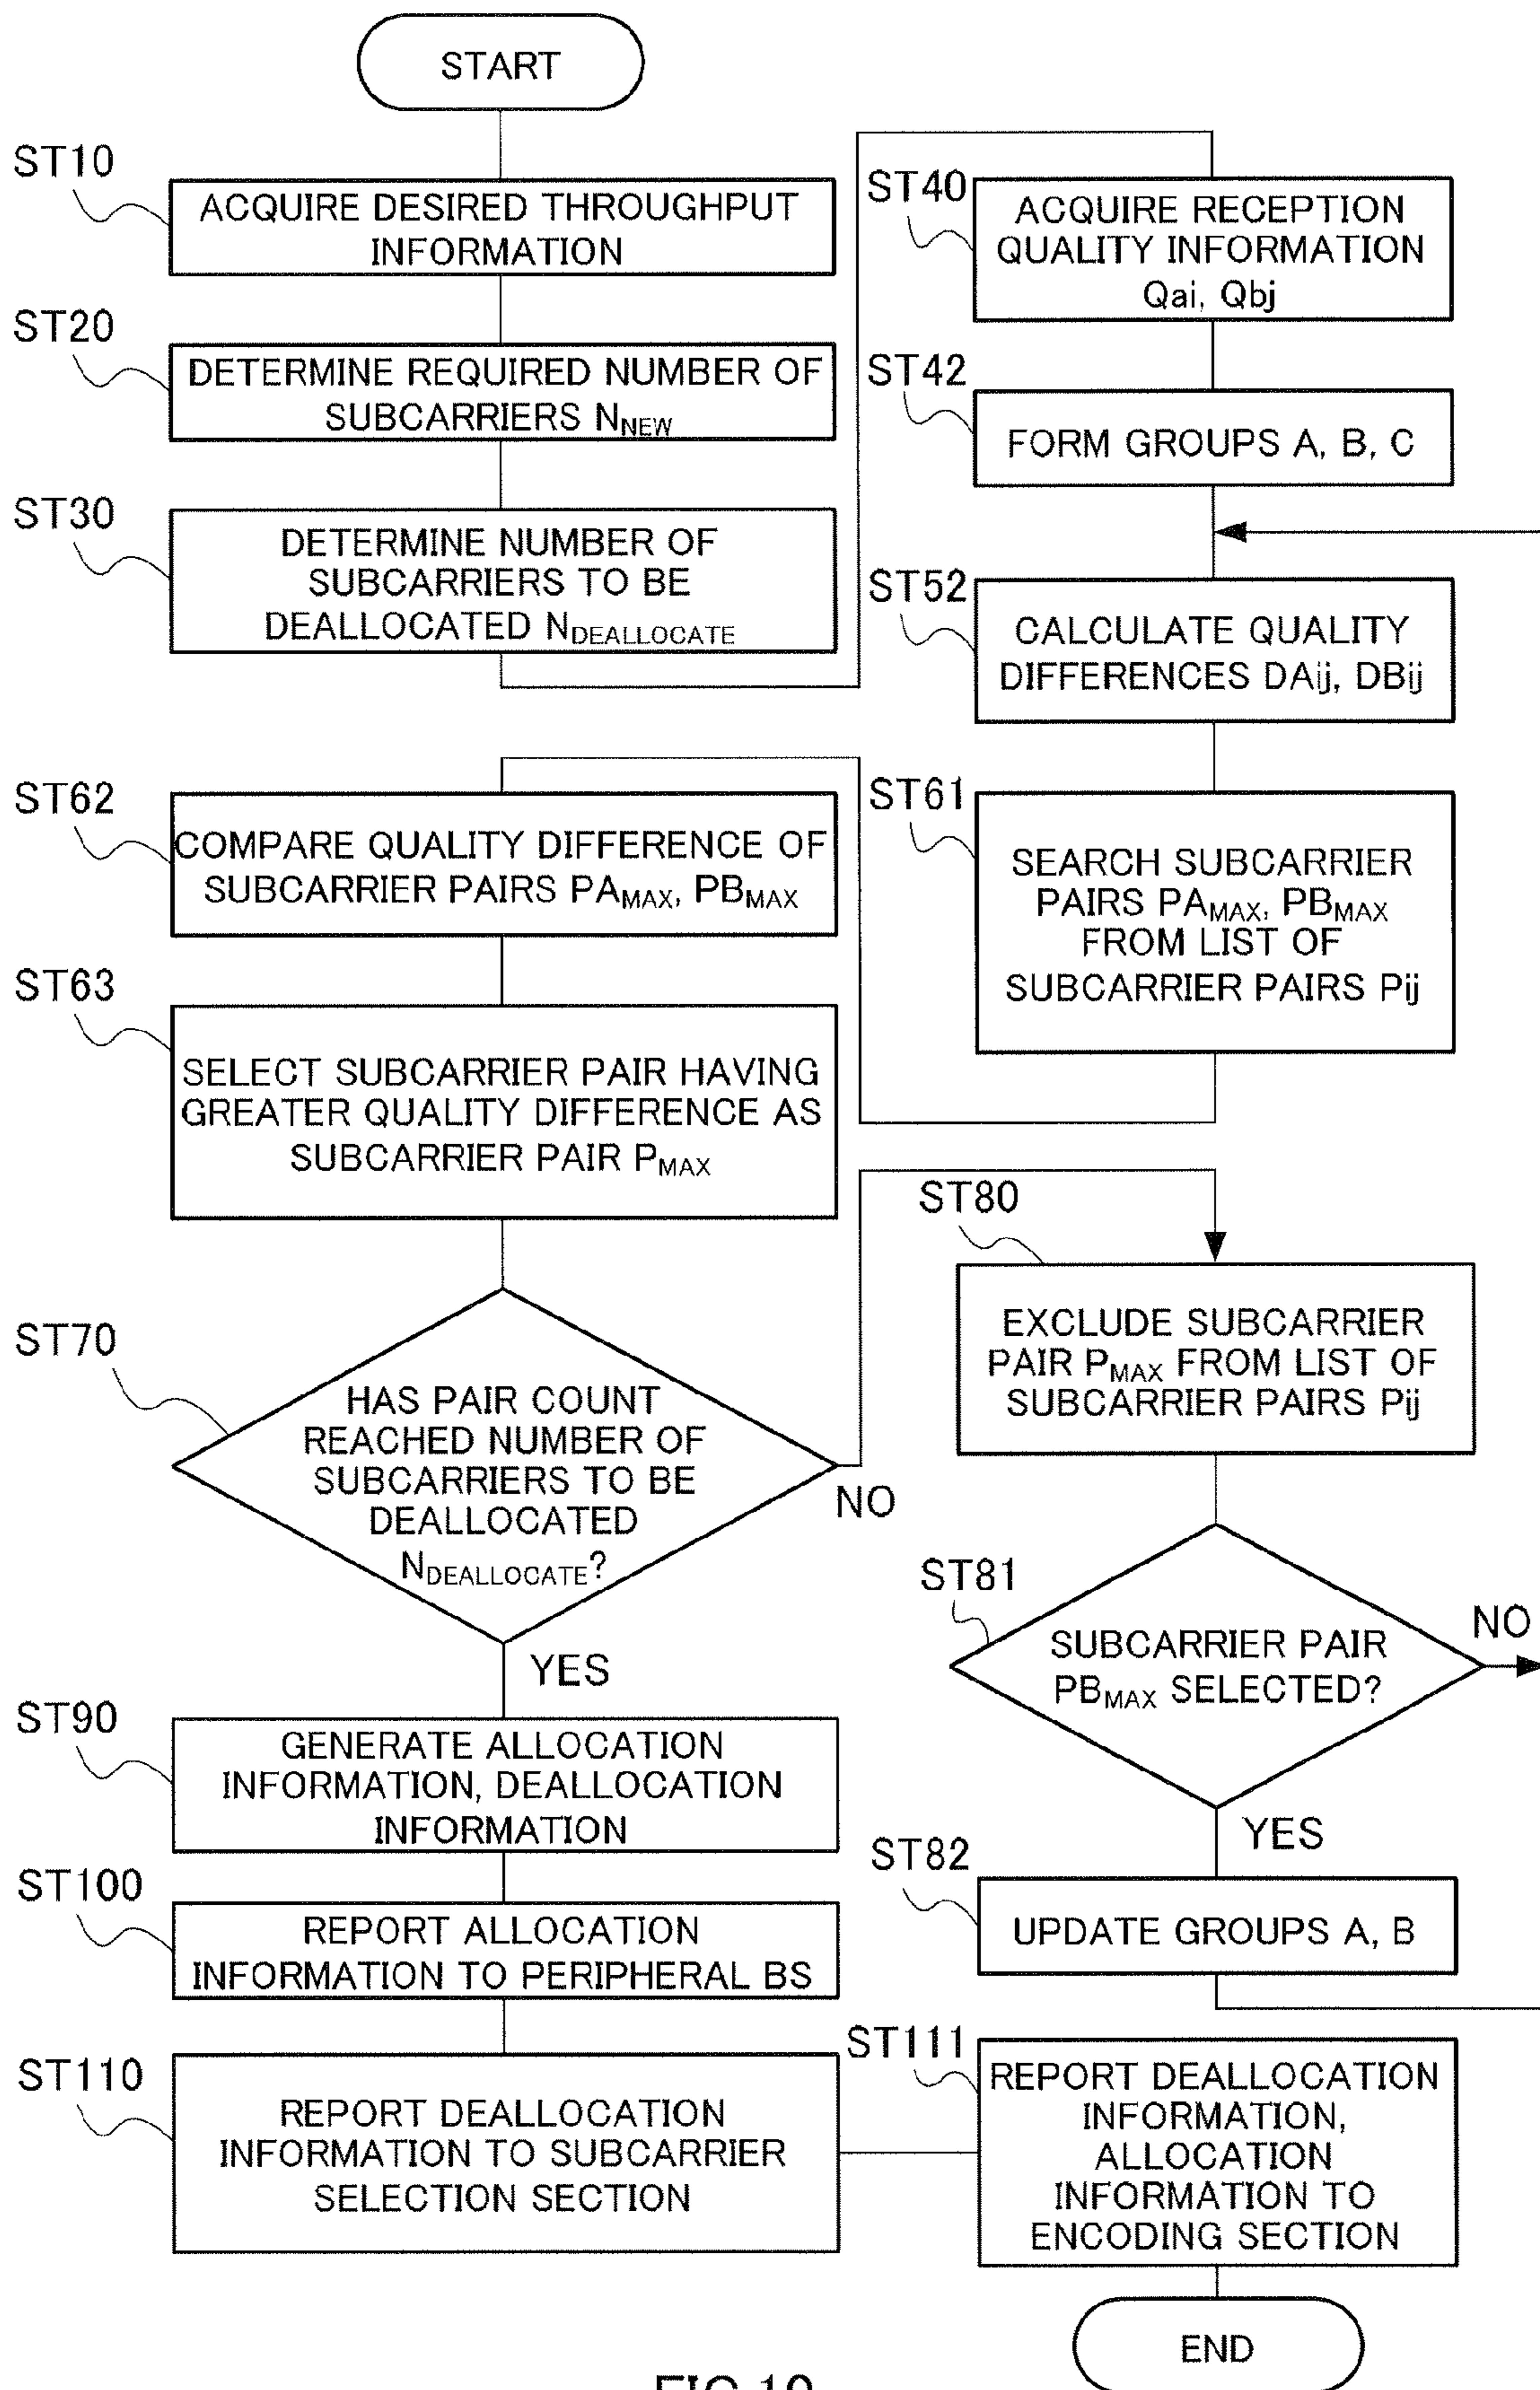 START
ST10
ACQUIRE DESIRED THROUGHPUT
INFORMATION
ST20
DETERMINE REQUIRED NUMBER OF
SUBCARRIERS NNEW
ST30
DETERMINE NUMBER OF
SUBCARRIERS TO BE
DEALLOCATED NDEALLOCATE
ST40
ACQUIRE RECEPTION
QUALITY INFORMATION
Qai, Qbj
ST42
FORM GROUPS A, B, C
ST52
CALCULATE QUALITY
DIFFERENCES DAij, DBij
ST61
SEARCH SUBCARRIER
PAIRS PAMAX, PBMAX
FROM LIST OF
SUBCARRIER PAIRS Pij
ST62
COMPARE QUALITY DIFFERENCE OF
SUBCARRIER PAIRS PAMAX, PBMAX
ST63
SELECT SUBCARRIER PAIR HAVING
GREATER QUALITY DIFFERENCE AS
SUBCARRIER PAIR PMAX
ST70
HAS PAIR COUNT
REACHED NUMBER OF
SUBCARRIERS TO BE
DEALLOCATED
NDEALLOCATE?
NO
YES
ST80
EXCLUDE SUBCARRIER
PAIR PMAX FROM LIST OF
SUBCARRIER PAIRS Pij
ST81
SUBCARRIER PAIR
PBMAX SELECTED?
NO
YES
ST82
UPDATE GROUPS A, B
ST90
GENERATE ALLOCATION
INFORMATION, DEALLOCATION
INFORMATION
ST100
REPORT ALLOCATION
INFORMATION TO PERIPHERAL BS
ST110
REPORT DEALLOCATION
INFORMATION TO SUBCARRIER
SELECTION SECTION
ST111
REPORT DEALLOCATION
INFORMATION,
ALLOCATION
INFORMATION TO
ENCODING SECTION
END